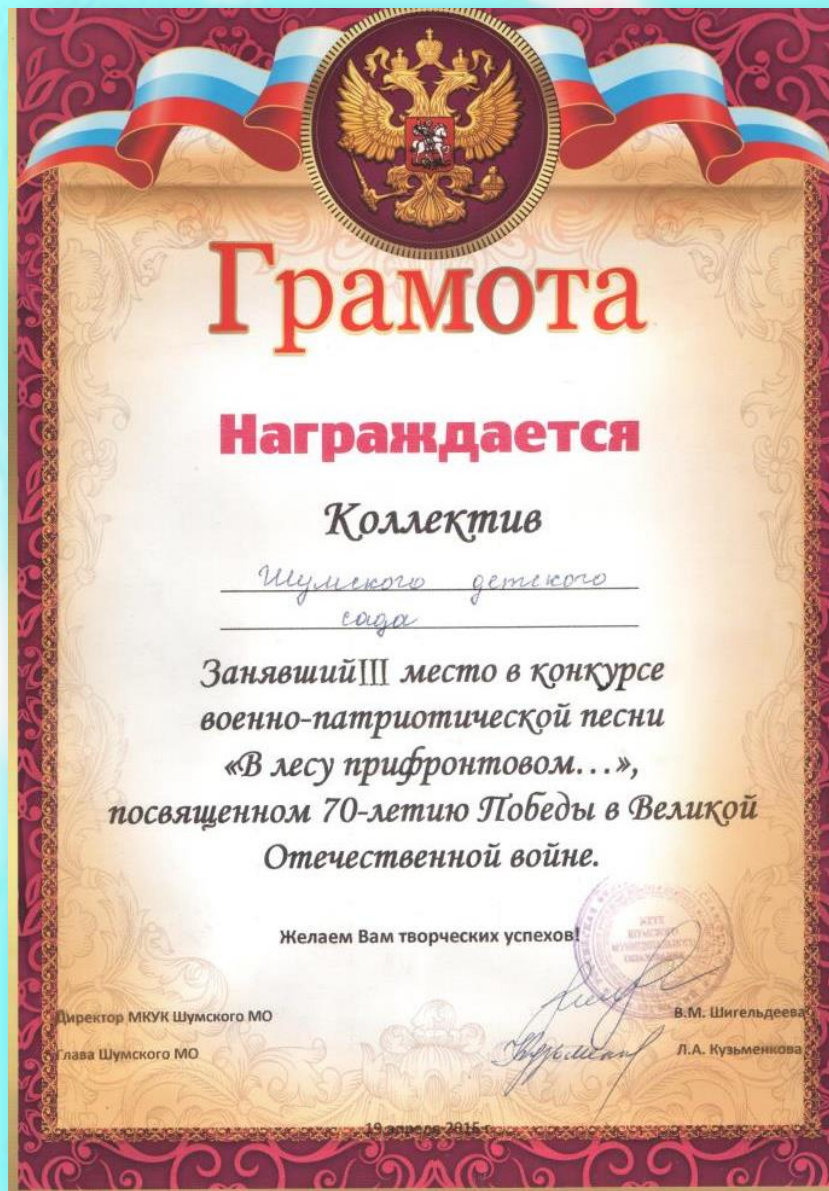 Грамота
Награждается
Коллектив
Шумского детского
сада
Занявший III место в конкурсе
военно-патриотической песни
«В лесу прифронтовом...»,
посвященном 70-летию Победы в Великой
Отечественной войне.
Желаем Вам творческих успехов!
Директор МКУК Шумского МО В.М. Шигельдеева
Глава Шумского МО Л.А. Кузьменкова
19 апреля 2015 г.